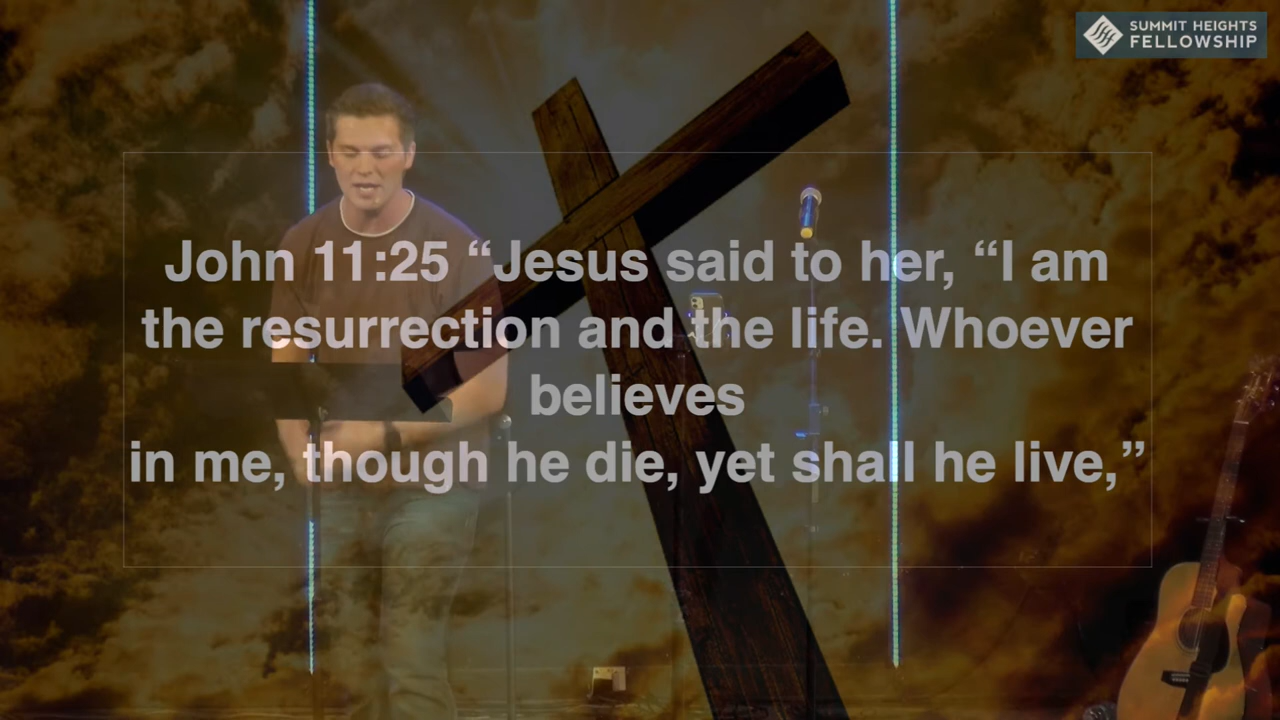 SUMMIT HEIGHTS
FELLOWSHIP
John 11:25 “Jesus said to her, “I am
the resurrection and the life. Whoever
believes
in me, though he die, yet shall he live,”